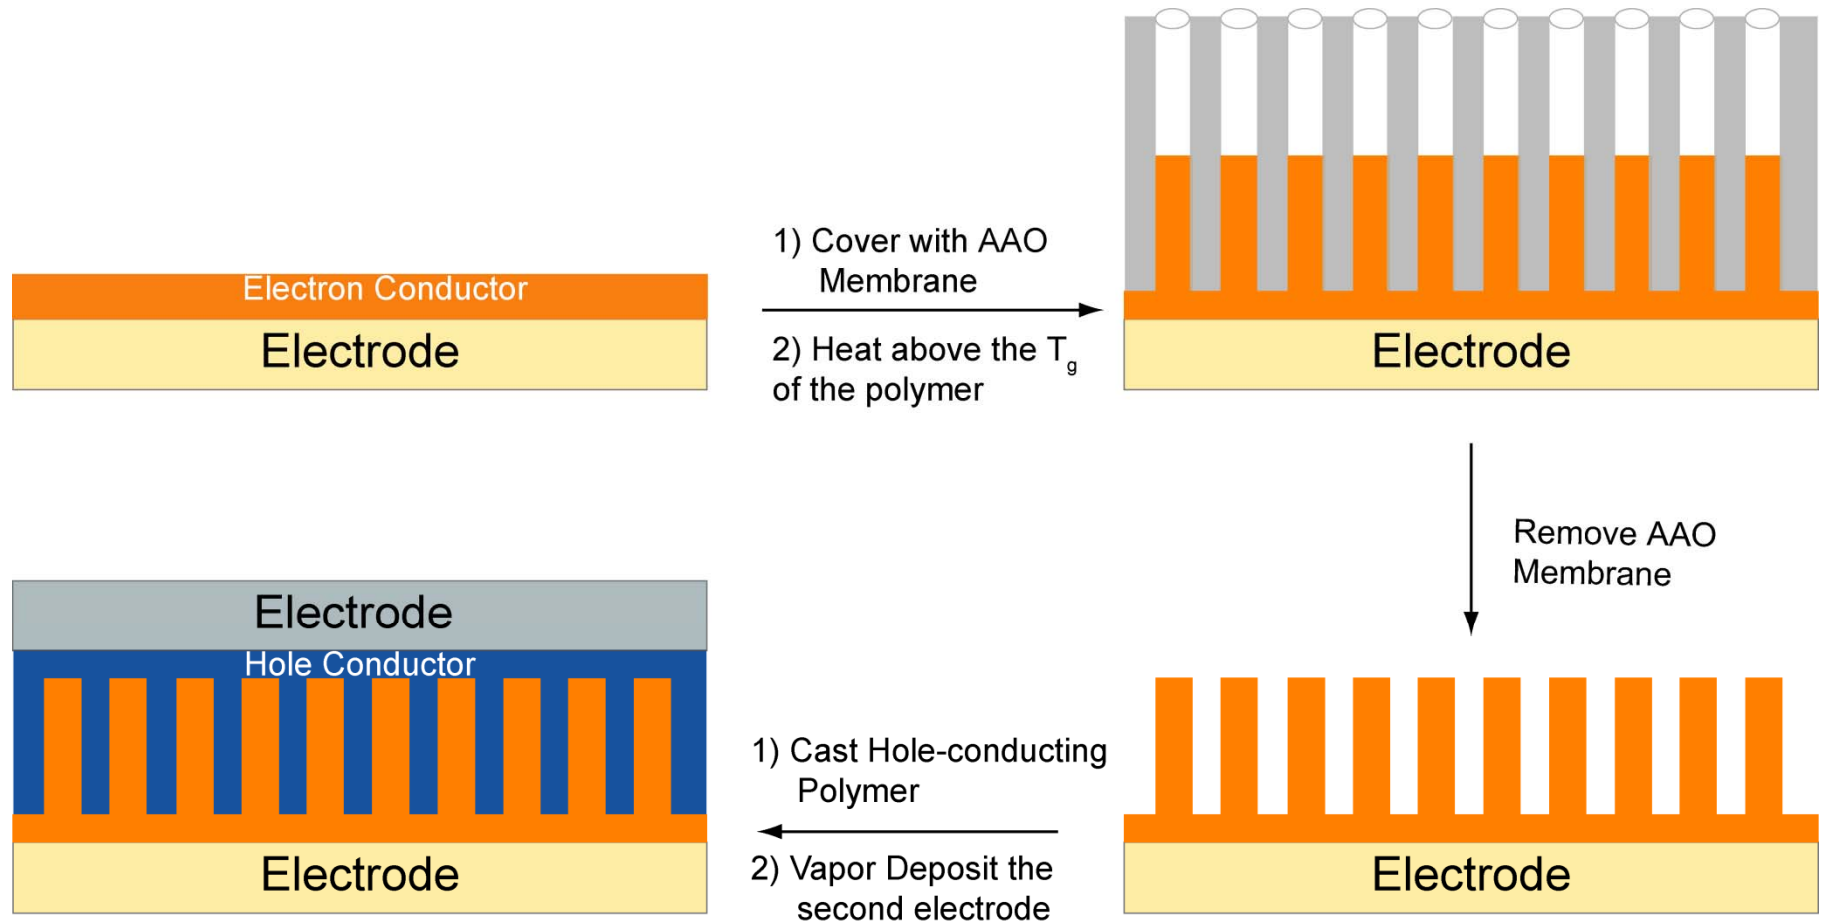 Electron Conductor
Electrode
1) Cover with AAO
Membrane
2) Heat above the Tg
of the polymer
Electrode
Remove AAO
Membrane
Electrode
1) Cast Hole-conducting
Polymer
2) Vapor Deposit the
second electrode
Electrode
Hole Conductor
Electrode